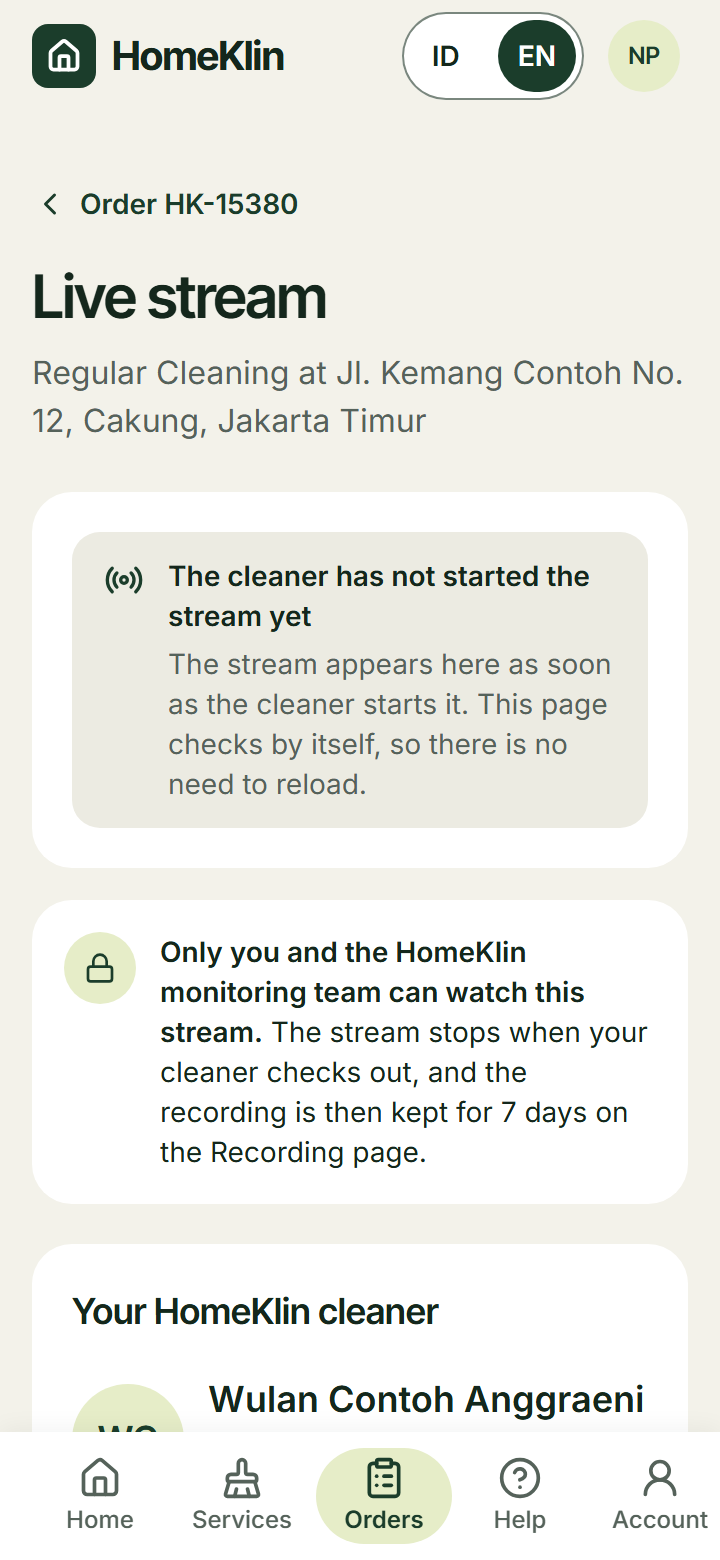 HomeKlin
ID
EN
NP
Order HK-15380
Live stream
Regular Cleaning at Jl. Kemang Contoh No.
12, Cakung, Jakarta Timur
The cleaner has not started the
stream yet
The stream appears here as soon
as the cleaner starts it. This page
checks by itself, so there is no
need to reload.
Only you and the HomeKlin
monitoring team can watch this
stream. The stream stops when your
cleaner checks out, and the
recording is then kept for 7 days on
the Recording page.
Your HomeKlin cleaner
Wulan Contoh Anggraeni
Home
Services
Orders
Help
Account